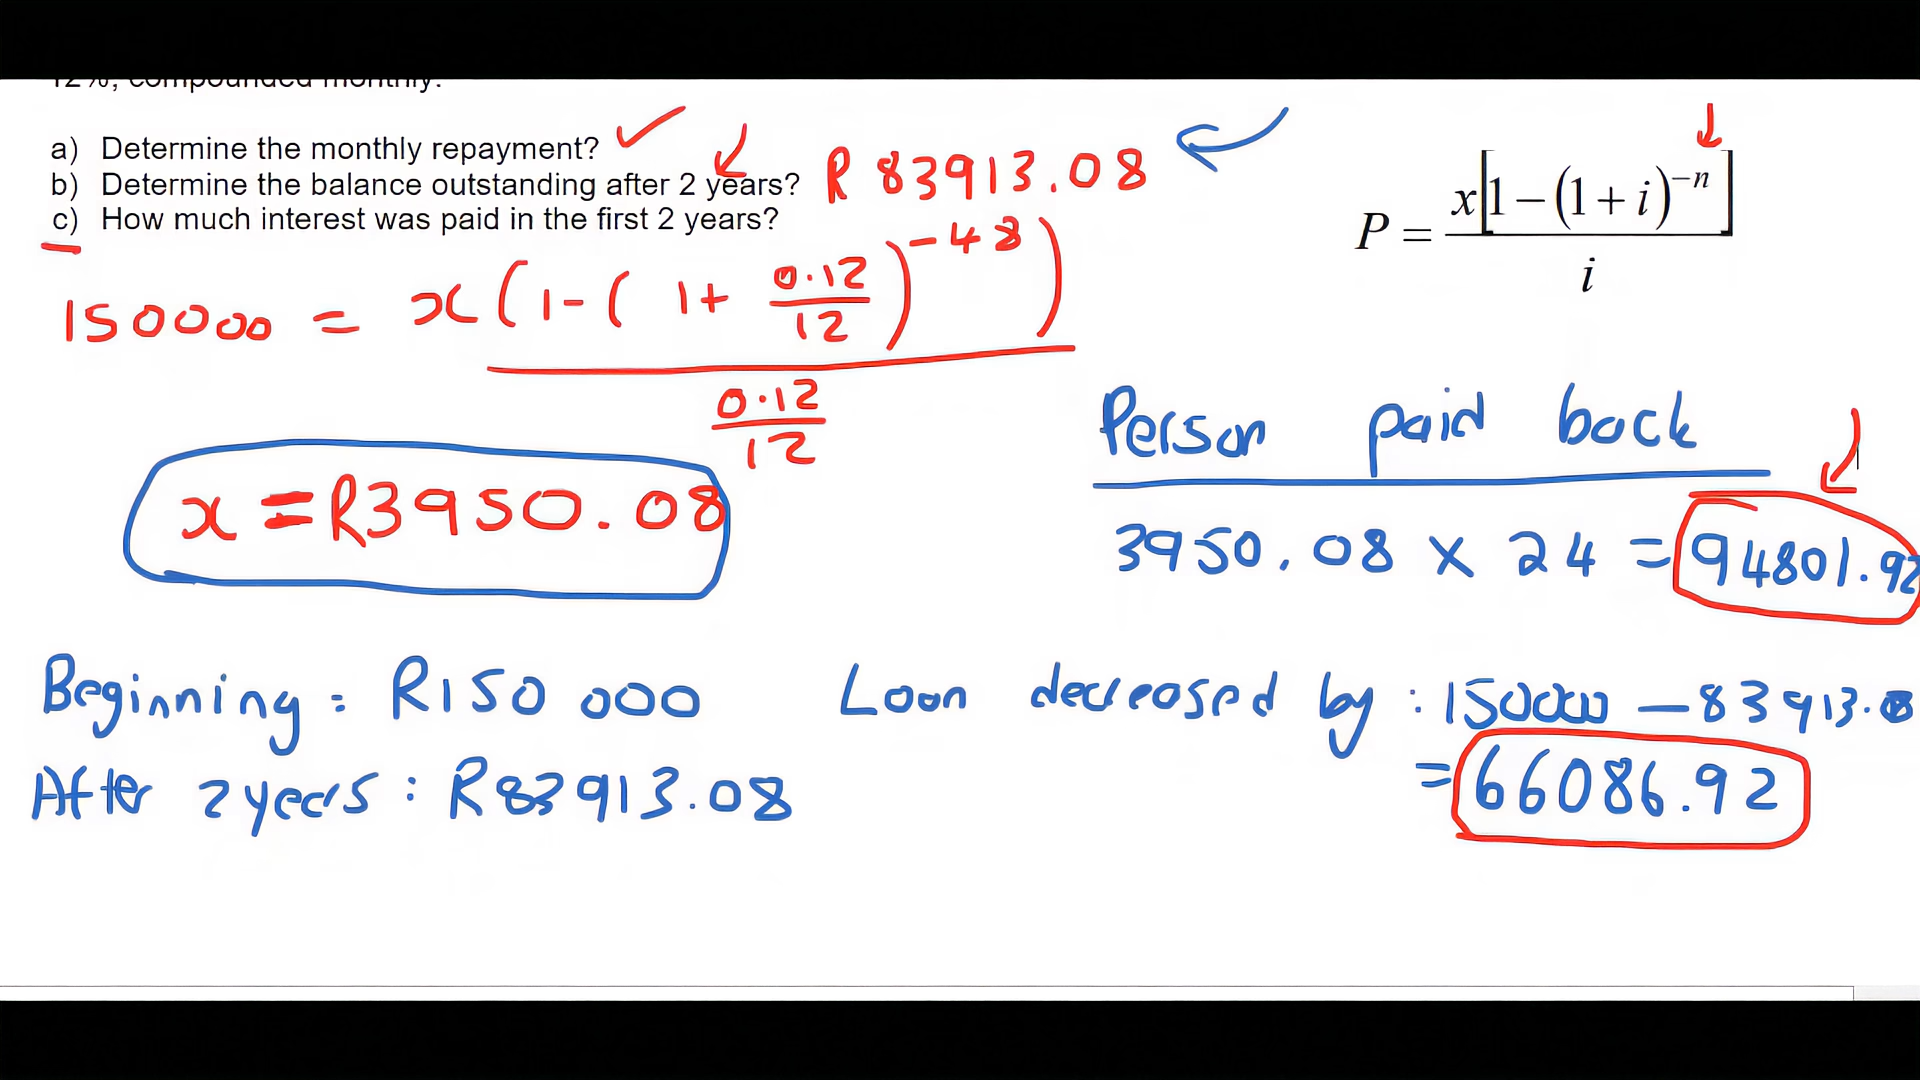 12%, compounded monthly.
a) Determine the monthly repayment?
b) Determine the balance outstanding after 2 years? R 83913.08
c) How much interest was paid in the first 2 years?
P = x[1-(1+i)^-n] / i
150000 = x(1-(1+ 0.12/12)^-48) / 0.12/12
x = R3950.08
Person paid back
3950.08 x 24 = 94801.92
Beginning: R150 000
After 2 years: R83913.08
Loan decreased by: 150000 - 83913.08
= 66086.92